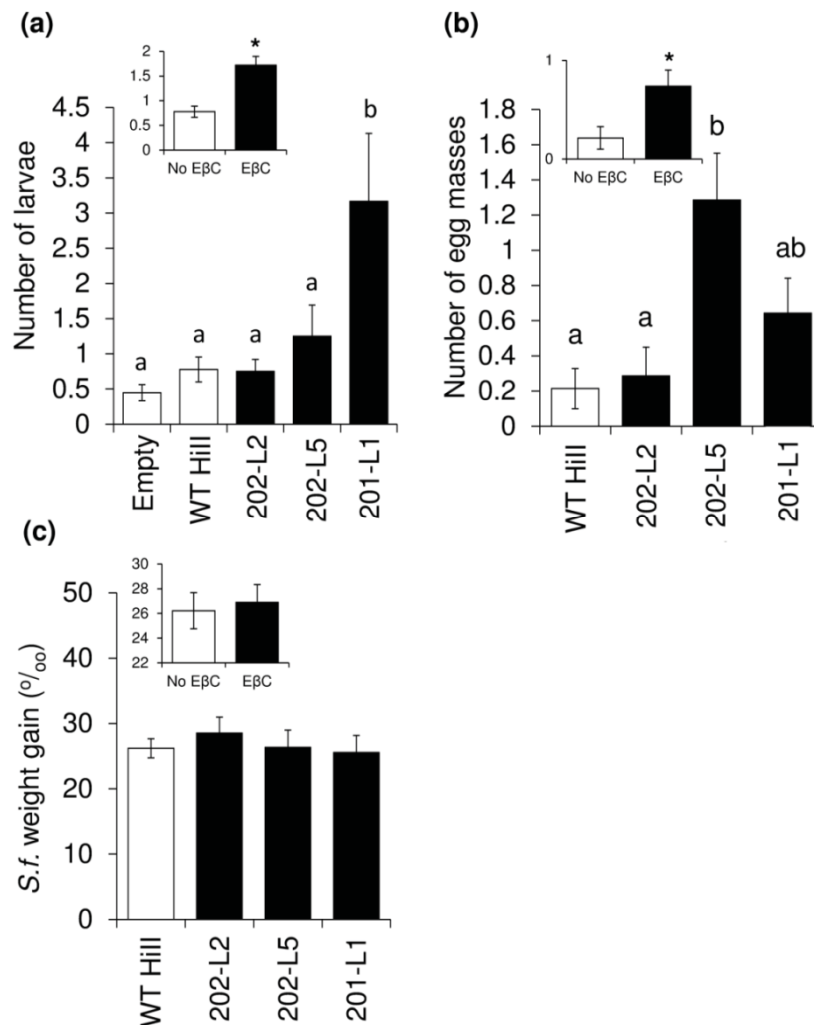 (a)
Number of larvae
4.5
4
3.5
3
2.5
2
1.5
1
0.5
0
a
a
a
a
b
Empty
WT Hill
202-L2
202-L5
201-L1
2
1.5
1
0.5
0
*
No EβC
EβC
(b)
Number of egg masses
1.8
1.6
1.4
1.2
1
0.8
0.6
0.4
0.2
0
a
a
b
ab
WT Hill
202-L2
202-L5
201-L1
1
0
*
No EβC
EβC
(c)
S.f. weight gain (º/ₒₒ)
50
40
30
20
10
0
WT Hill
202-L2
202-L5
201-L1
28
26
24
22
No EβC
EβC